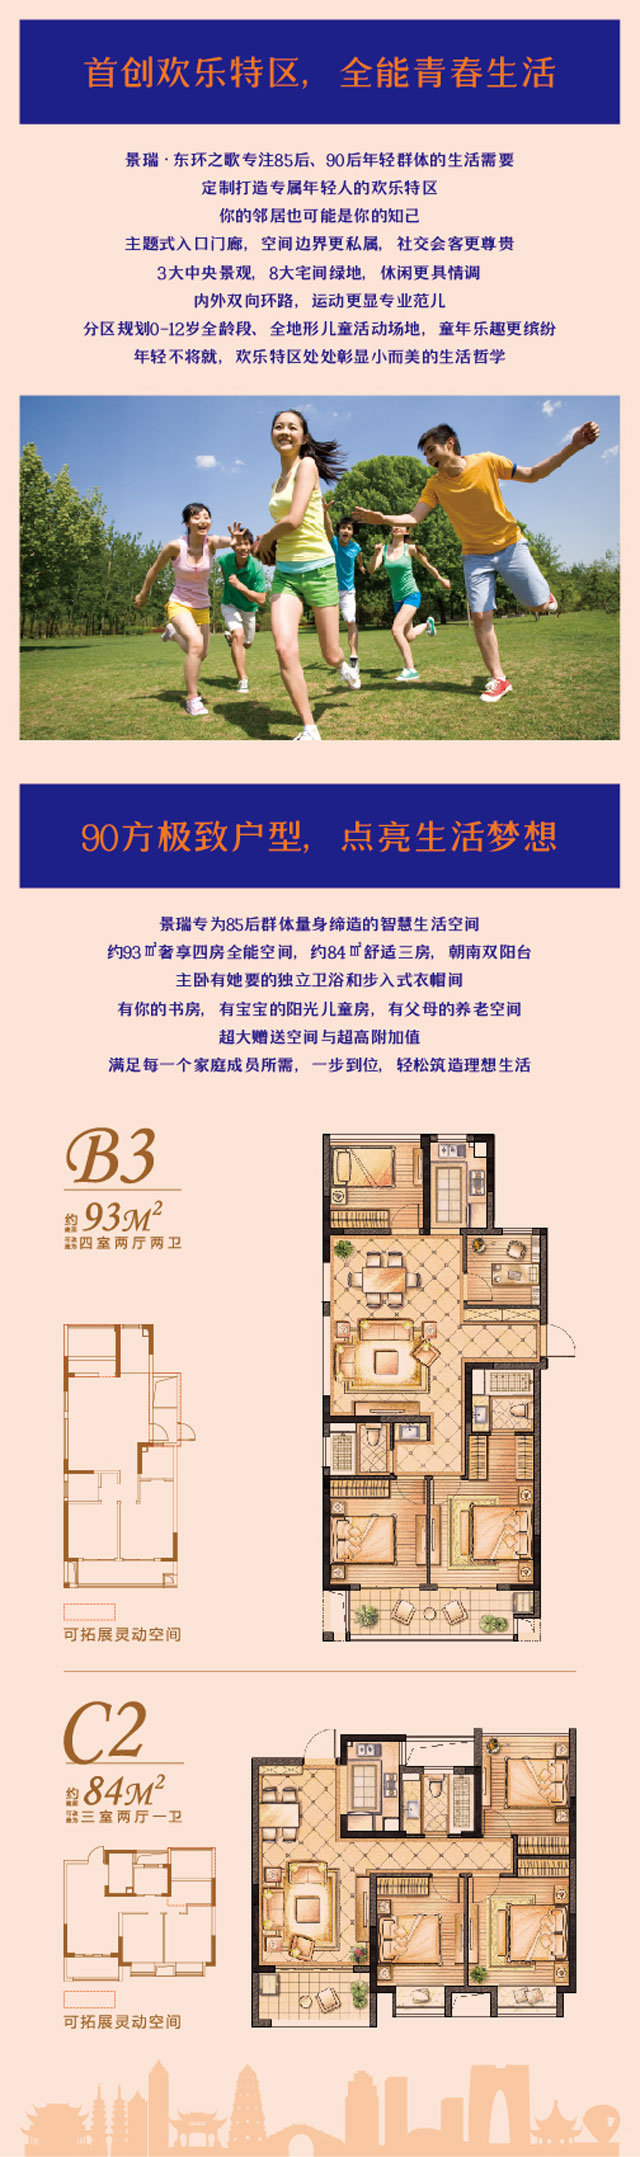 首创欢乐特区，全能青春生活
景瑞·东环之歌专注85后、90后年轻群体的生活需要
定制打造专属年轻人的欢乐特区
你的邻居也可能是你的知己
主题式入口门廊，空间边界更私属，社交会客更尊贵
3大中央景观，8大宅间绿地，休闲更具情调
内外双向环路，运动更显专业范儿
分区规划0-12岁全龄段、全地形儿童活动场地，童年乐趣更缤纷
年轻不将就，欢乐特区处处彰显小而美的生活哲学
90方极致户型，点亮生活梦想
景瑞专为85后群体量身缔造的智慧生活空间
约93㎡奢享四房全能空间，约84㎡舒适三房，朝南双阳台
主卧有她要的独立卫浴和步入式衣帽间
有你的书房，有宝宝的阳光儿童房，有父母的养老空间
超大赠送空间与超高附加值
满足每一个家庭成员所需，一步到位，轻松筑造理想生活
B3
约建面93M²
可改造为四室两厅两卫
可拓展灵动空间
C2
约建面84M²
可改造为三室两厅一卫
可拓展灵动空间